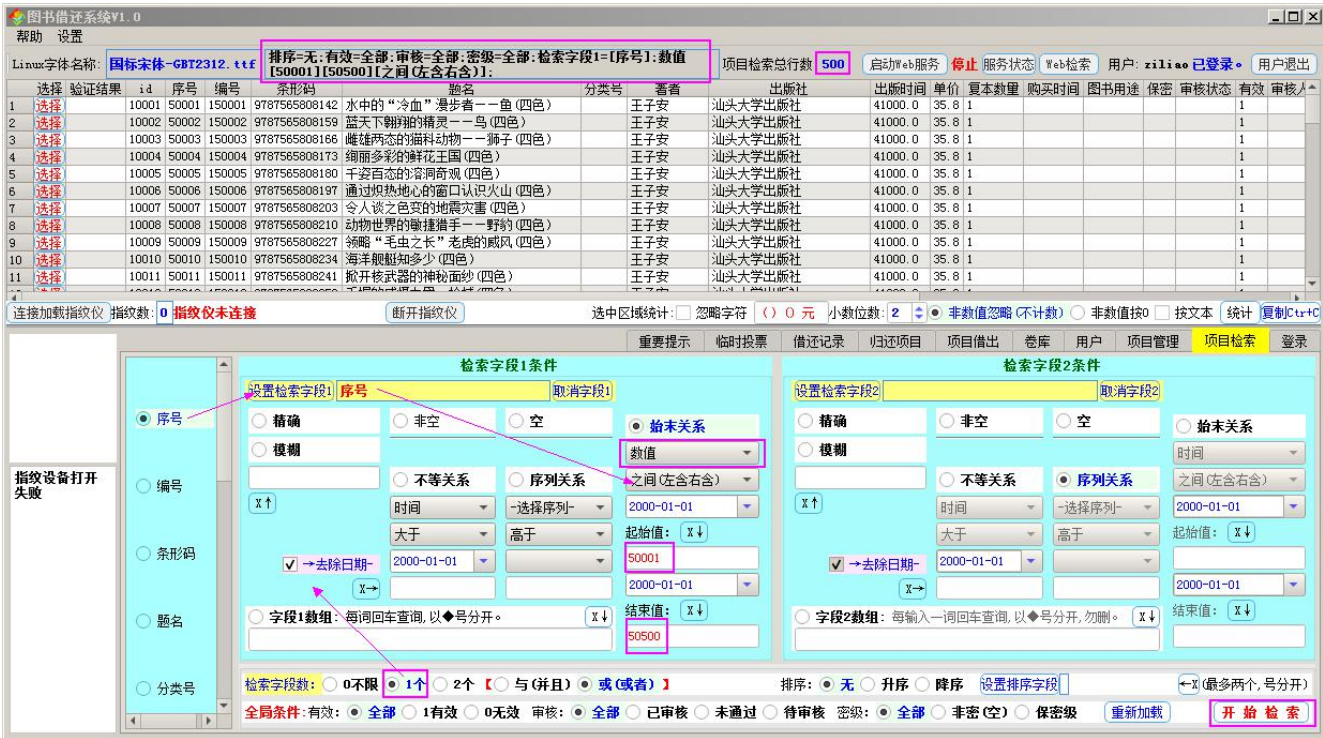 图书借还系统V1.0
帮助 设置
Linux字体名称: 国标宋体-GBT2312.ttf 排序=无:有效=全部:审核=全部:密级=全部:检索字段1=[序号]:数值 项目检索总行数 500 启动Web服务 停止 服务状态 Web检索 用户: ziliao 已登录。 用户退出
[50001][50500][之间(左含右含)];
选择 验证结果 id 序号 编号 条形码 题名 分类号 著者 出版社 出版时间 单价 复本数量 购买时间 图书用途 保密 审核状态 有效 审核人
1 选择 10001 50001 150001 9787565808142 水中的“冷血”漫步者——鱼(四色) 王子安 汕头大学出版社 41000.0 35.8 1 1
2 选择 10002 50002 150002 9787565808159 蓝天下翱翔的精灵——鸟(四色) 王子安 汕头大学出版社 41000.0 35.8 1 1
3 选择 10003 50003 150003 9787565808166 雌雄两态的猫科动物——狮子(四色) 王子安 汕头大学出版社 41000.0 35.8 1 1
4 选择 10004 50004 150004 9787565808173 绚丽多彩的鲜花王国(四色) 王子安 汕头大学出版社 41000.0 35.8 1 1
5 选择 10005 50005 150005 9787565808180 千姿百态的溶洞奇观(四色) 王子安 汕头大学出版社 41000.0 35.8 1 1
6 选择 10006 50006 150006 9787565808197 通过炽热地心的窗口认识火山(四色) 王子安 汕头大学出版社 41000.0 35.8 1 1
7 选择 10007 50007 150007 9787565808203 令人谈之色变的地震灾害(四色) 王子安 汕头大学出版社 41000.0 35.8 1 1
8 选择 10008 50008 150008 9787565808210 动物世界的敏捷猎手——野豹(四色) 王子安 汕头大学出版社 41000.0 35.8 1 1
9 选择 10009 50009 150009 9787565808227 领略“毛虫之长”老虎的威风(四色) 王子安 汕头大学出版社 41000.0 35.8 1 1
10 选择 10010 50010 150010 9787565808234 海洋舰艇知多少(四色) 王子安 汕头大学出版社 41000.0 35.8 1 1
11 选择 10011 50011 150011 9787565808241 掀开核武器的神秘面纱(四色) 王子安 汕头大学出版社 41000.0 35.8 1 1
连接加载指纹仪 指纹数: 0 指纹仪未连接 断开指纹仪 选中区域统计: 忽略字符 () 0 元 小数位数: 2 非数值忽略(不计数) 非数值按0 按文本 统计 复制Ctr+C
重要提示 临时投票 借还记录 归还项目 项目借出 卷库 用户 项目管理 项目检索 登录
检索字段1条件 检索字段2条件
设置检索字段1 序号 取消字段1 设置检索字段2 取消字段2
序号 精确 非空 空 始末关系 精确 非空 空 始末关系
模糊 数值 模糊 时间
指纹设备打开
失败
编号 不等关系 序列关系 之间(左含右含) 不等关系 序列关系 之间(左含右含)
X↑ 时间 -选择序列- 2000-01-01 X↑ 时间 -选择序列- 2000-01-01
大于 高于 起始值: X↓ 大于 高于 起始值: X↓
条形码 →去除日期- 2000-01-01 50001 →去除日期- 2000-01-01
X→ 2000-01-01 X→ 2000-01-01
题名 字段1数组: 每词回车查询,以◆号分开。 X↓ 结束值: X↓ 字段2数组: 每输入一词回车查询,以◆号分开,勿删。 X↓ 结束值: X↓
50500
分类号 检索字段数: 0不限 1个 2个 【 与(并且) 或(或者) 】 排序: 无 升序 降序 设置排序字段 ←X (最多两个,号分开)
全局条件:有效: 全部 1有效 0无效 审核: 全部 已审核 未通过 待审核 密级: 全部 非密(空) 保密级 重新加载 开始检索